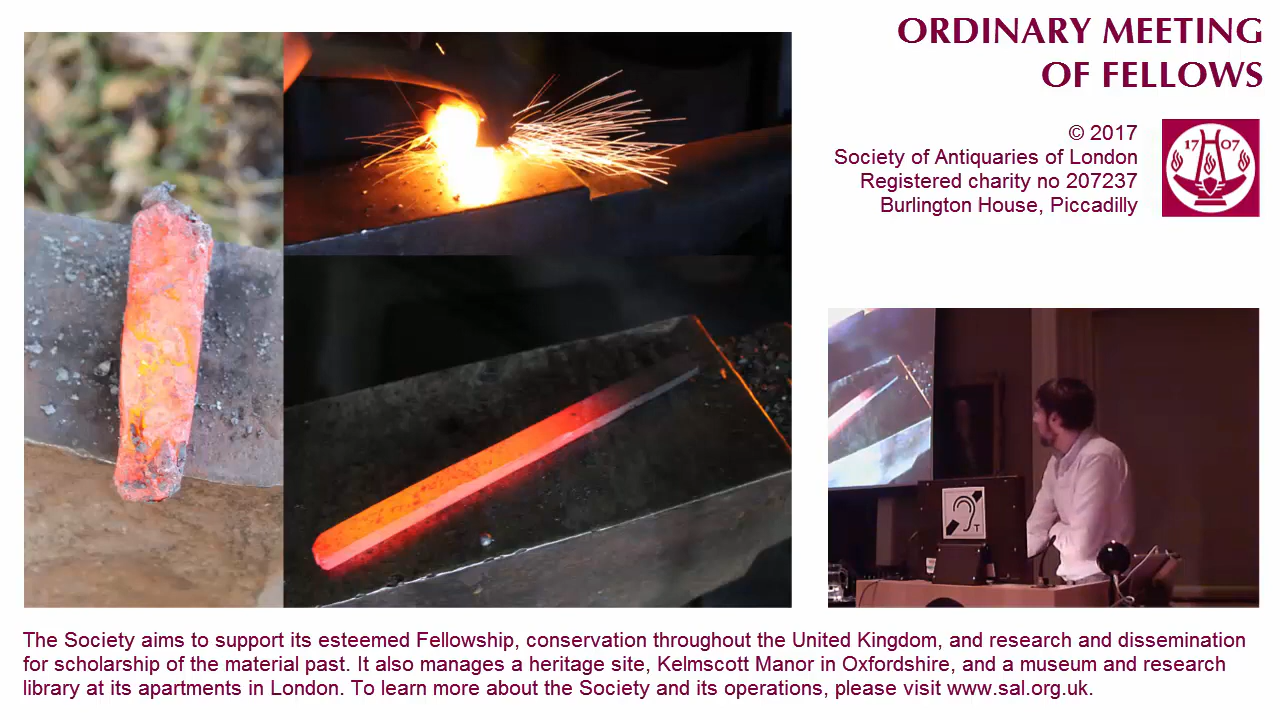 ORDINARY MEETING
OF FELLOWS
© 2017
Society of Antiquaries of London
Registered charity no 207237
Burlington House, Piccadilly
17 07
T
The Society aims to support its esteemed Fellowship, conservation throughout the United Kingdom, and research and dissemination
for scholarship of the material past. It also manages a heritage site, Kelmscott Manor in Oxfordshire, and a museum and research
library at its apartments in London. To learn more about the Society and its operations, please visit www.sal.org.uk.